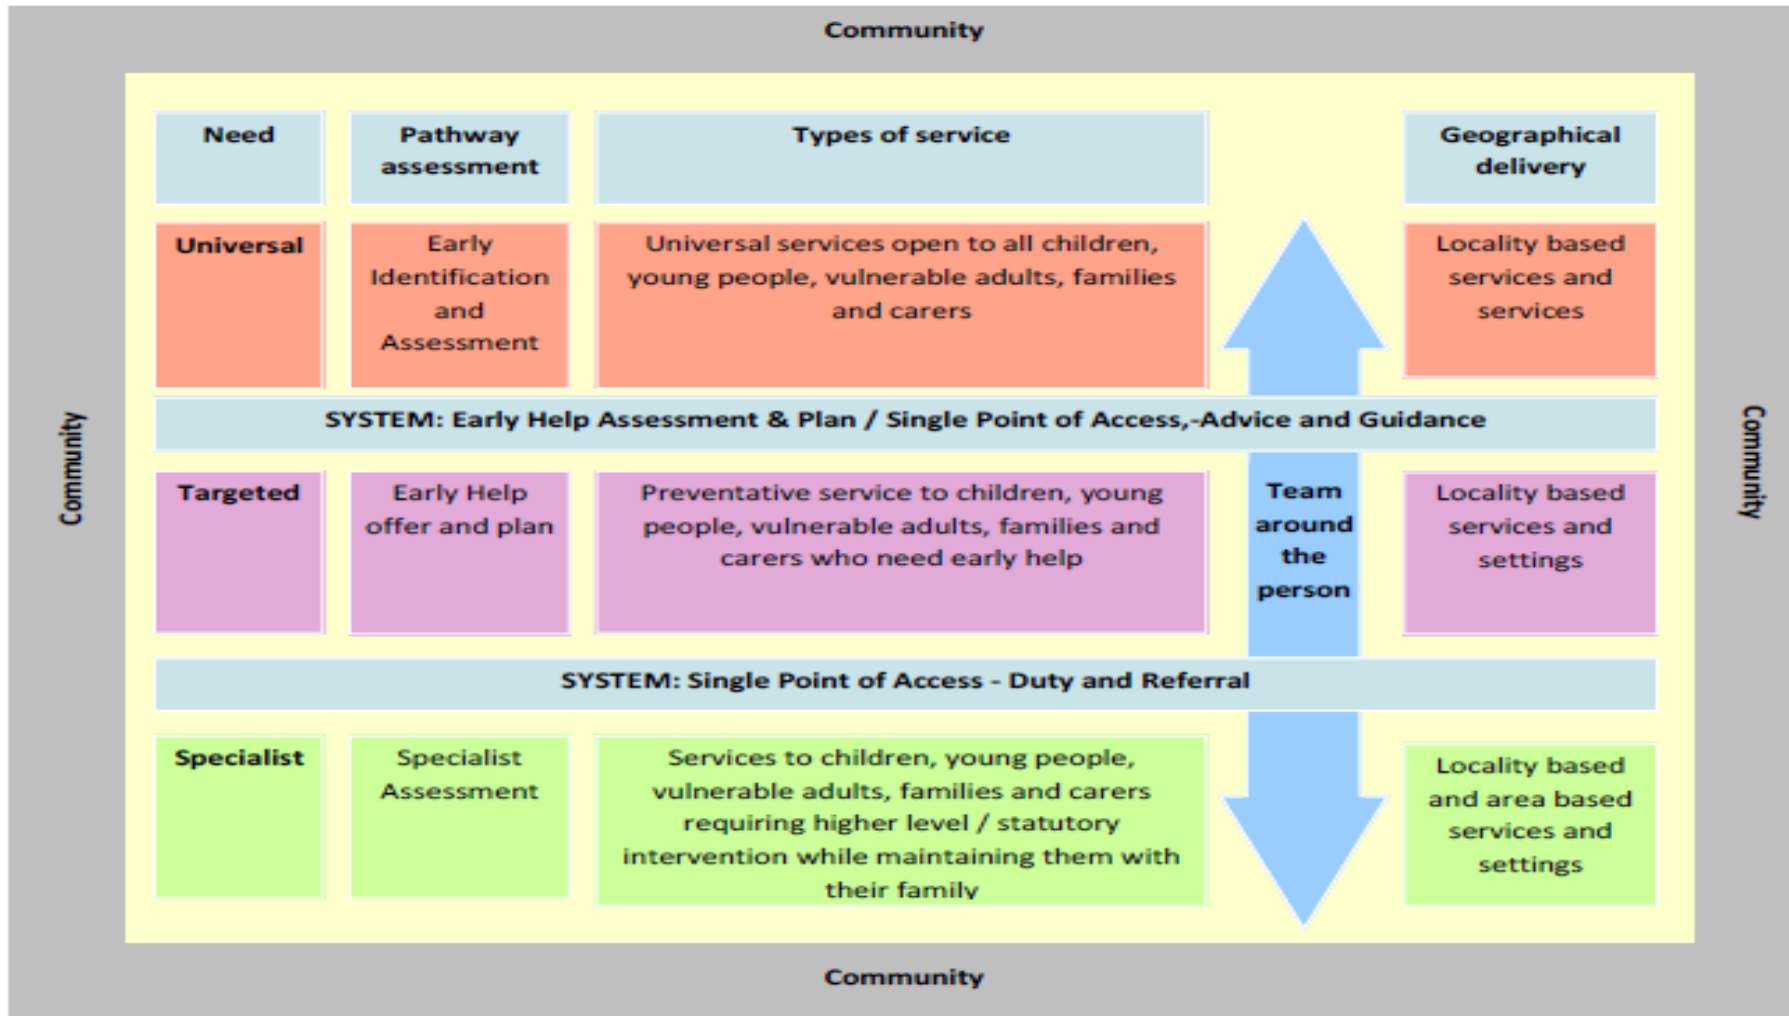 Community
Need
Pathway
assessment
Types of service
Geographical
delivery
Universal
Early
Identification
and
Assessment
Universal services open to all children,
young people, vulnerable adults, families
and carers
Locality based
services and
services
SYSTEM: Early Help Assessment & Plan / Single Point of Access,-Advice and Guidance
Community
Community
Targeted
Early Help
offer and plan
Preventative service to children, young
people, vulnerable adults, families and
carers who need early help
Team
around
the
person
Locality based
services and
settings
SYSTEM: Single Point of Access - Duty and Referral
Specialist
Specialist
Assessment
Services to children, young people,
vulnerable adults, families and carers
requiring higher level / statutory
intervention while maintaining them with
their family
Locality based
and area based
services and
settings
Community